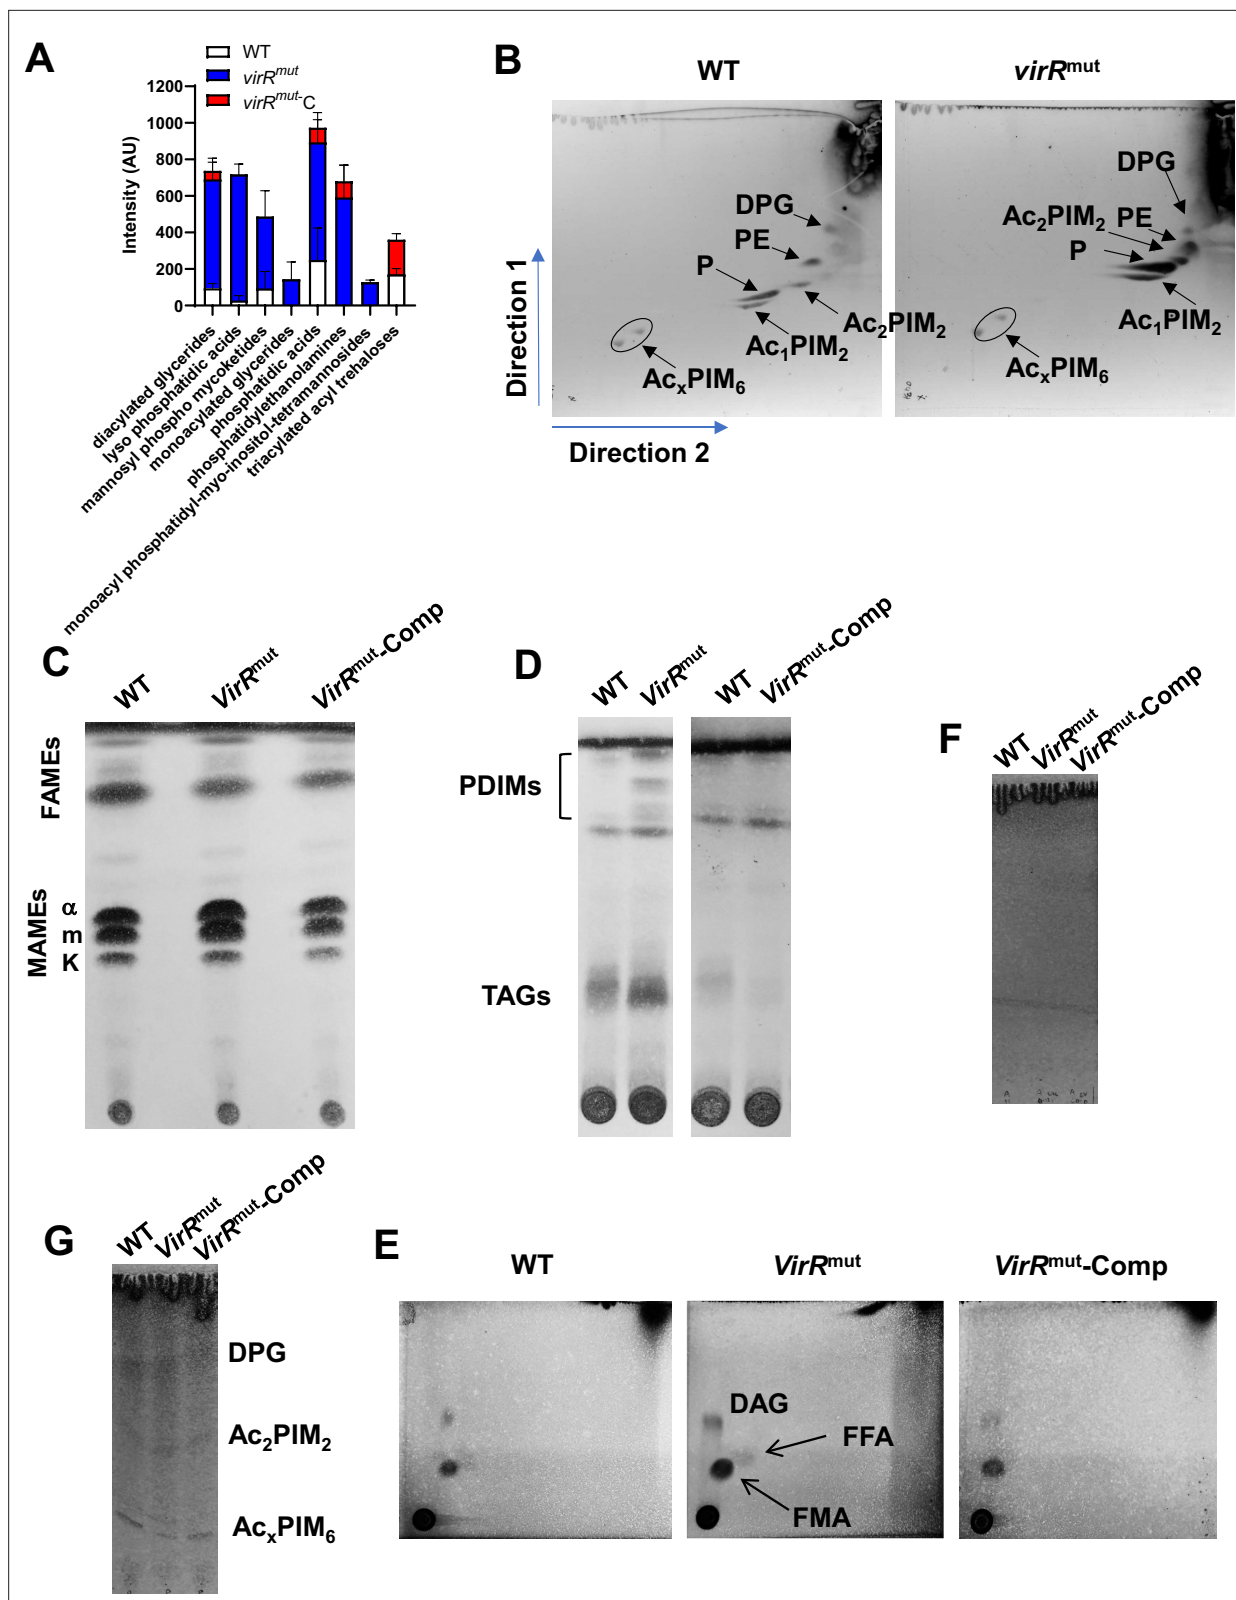 A
WT
virR^mut
virR^mut-C
Intensity (AU)
1200
1000
800
600
400
200
0
diacylated glycerides
lyso phosphatidic acids
mannosyl phospho mycoketides
monoacylated glycerides
phosphatidic acids
phosphatidylethanolamines
monoacyl phosphatidyl-myo-inositol-tetramannosides
triacylated acyl trehaloses
B
WT
virR^mut
DPG
PE
P
Ac₂PIM₂
Ac₁PIM₂
AcₓPIM₆
DPG
Ac₂PIM₂
PE
P
Ac₁PIM₂
AcₓPIM₆
Direction 1
Direction 2
C
WT
VirR^mut
VirR^mut-Comp
FAMEs
MAMEs
α
m
K
D
WT
VirR^mut
WT
VirR^mut-Comp
PDIMs
TAGs
F
WT
VirR^mut
VirR^mut-Comp
G
WT
VirR^mut
VirR^mut-Comp
DPG
Ac₂PIM₂
AcₓPIM₆
E
WT
VirR^mut
VirR^mut-Comp
DAG
FFA
FMA